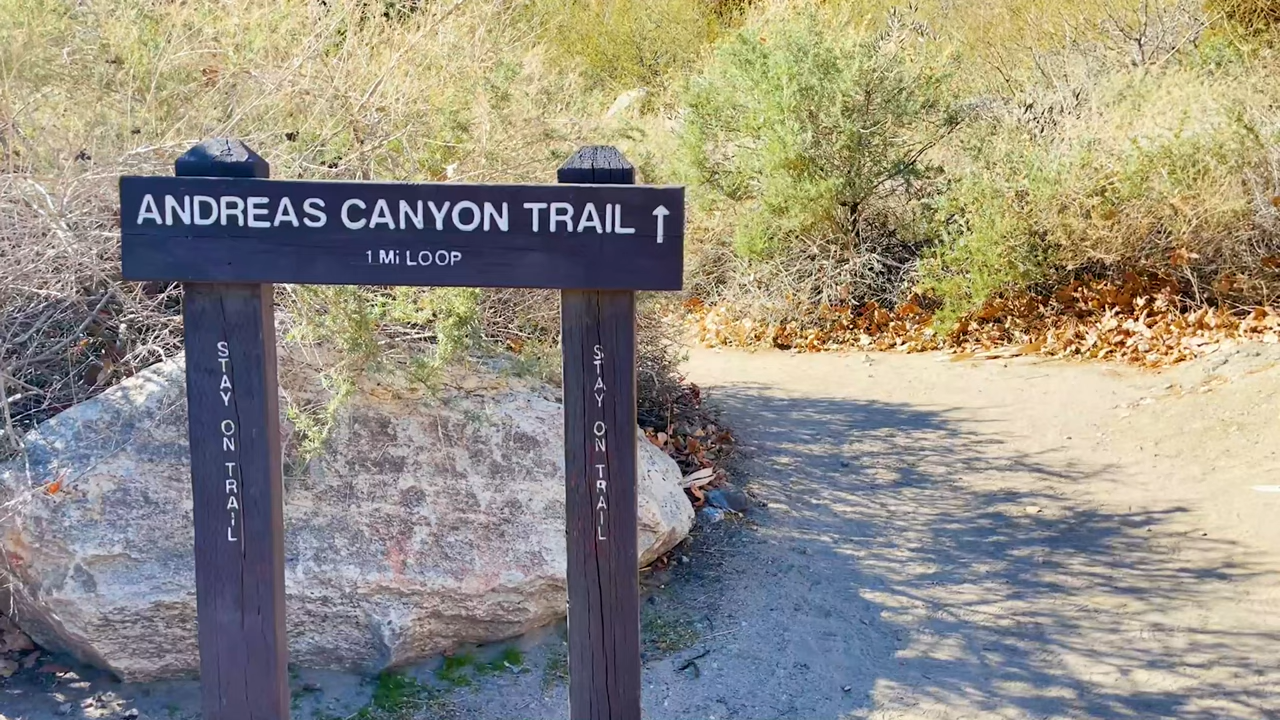 ANDREAS CANYON TRAIL ↑
1 Mi LOOP
STAY ON TRAIL
STAY ON TRAIL